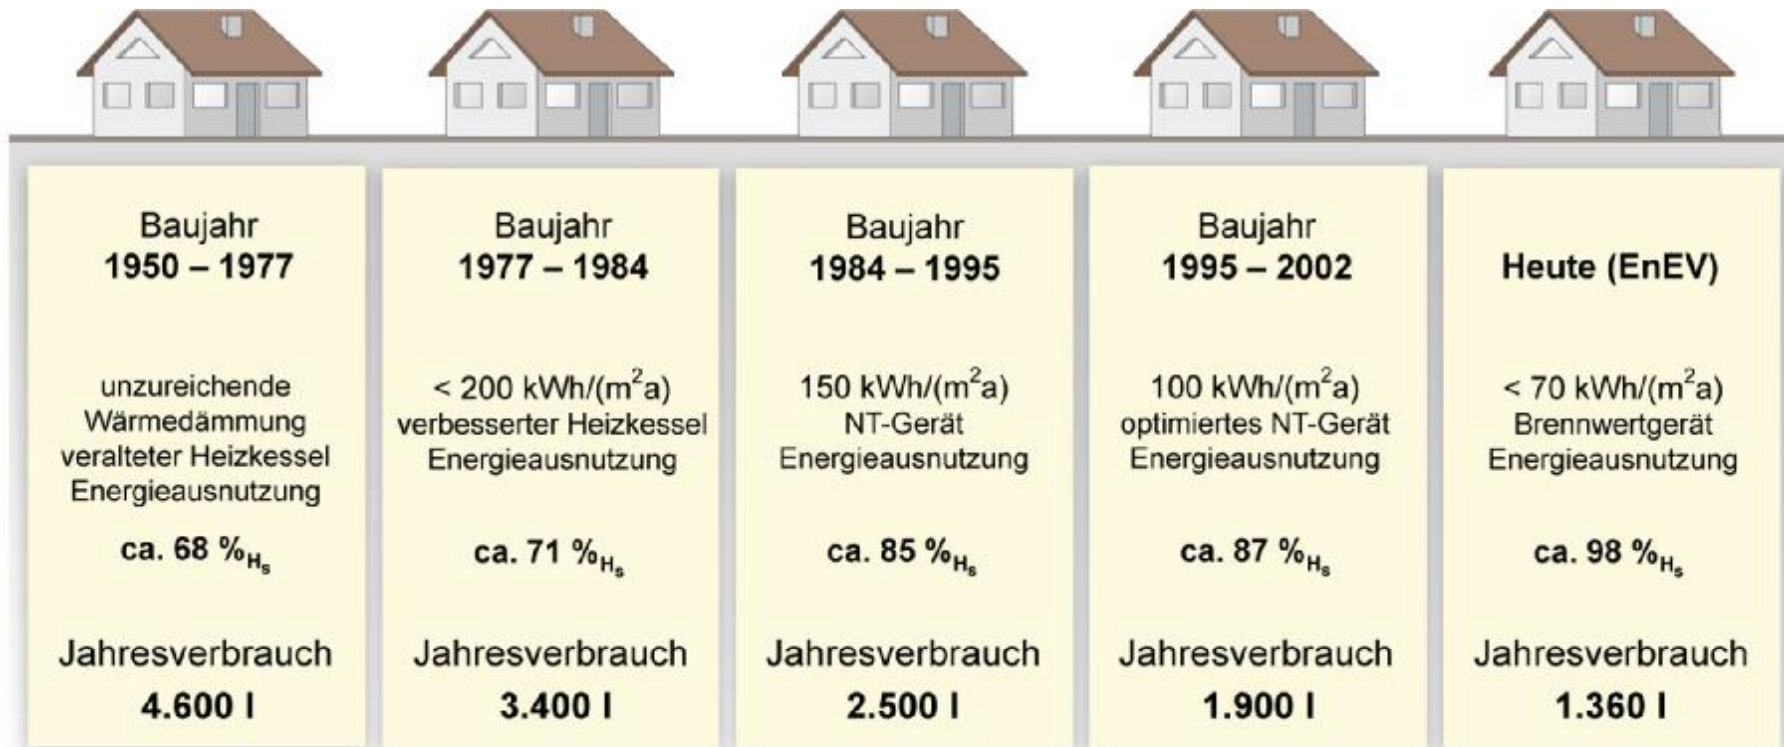 Baujahr
1950 – 1977
unzureichende
Wärmedämmung
veralteter Heizkessel
Energieausnutzung
ca. 68 %Hs
Jahresverbrauch
4.600 l
Baujahr
1977 – 1984
< 200 kWh/(m²a)
verbesserter Heizkessel
Energieausnutzung
ca. 71 %Hs
Jahresverbrauch
3.400 l
Baujahr
1984 – 1995
150 kWh/(m²a)
NT-Gerät
Energieausnutzung
ca. 85 %Hs
Jahresverbrauch
2.500 l
Baujahr
1995 – 2002
100 kWh/(m²a)
optimiertes NT-Gerät
Energieausnutzung
ca. 87 %Hs
Jahresverbrauch
1.900 l
Heute (EnEV)
< 70 kWh/(m²a)
Brennwertgerät
Energieausnutzung
ca. 98 %Hs
Jahresverbrauch
1.360 l